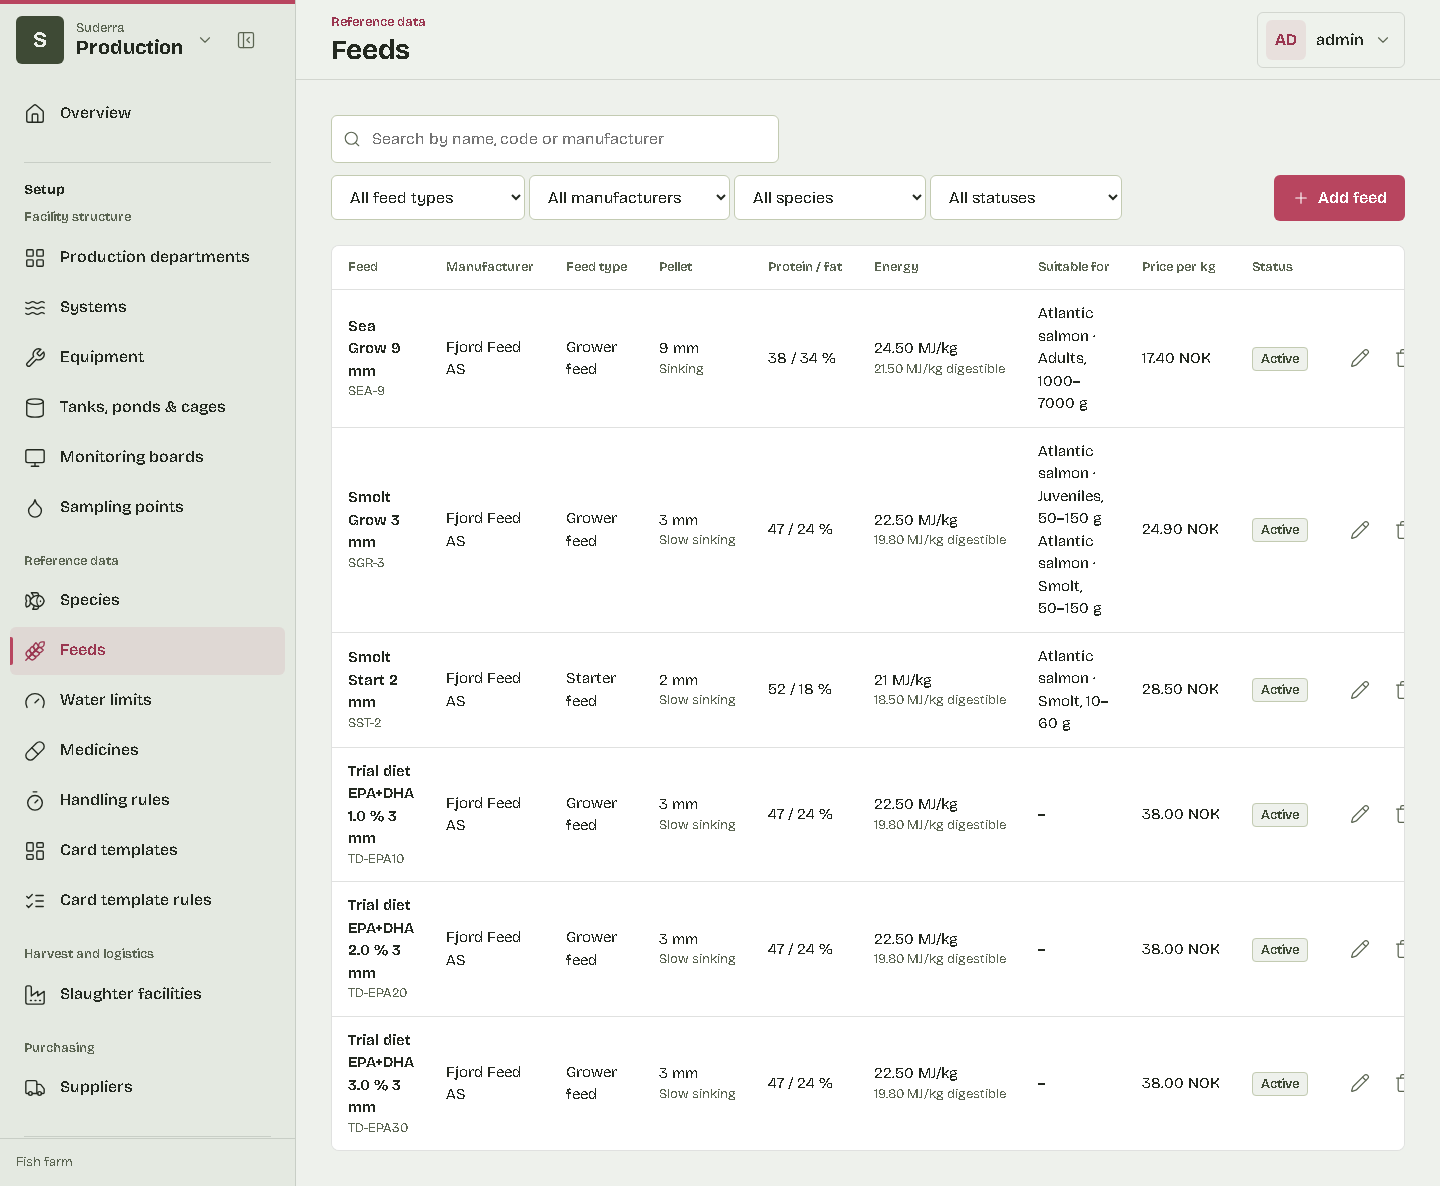 S
Suderra
Production
Overview
Setup
Facility structure
Production departments
Systems
Equipment
Tanks, ponds & cages
Monitoring boards
Sampling points
Reference data
Species
Feeds
Water limits
Medicines
Handling rules
Card templates
Card template rules
Harvest and logistics
Slaughter facilities
Purchasing
Suppliers
Fish farm
Reference data
Feeds
AD admin
Search by name, code or manufacturer
All feed types All manufacturers All species All statuses
Add feed
Feed Manufacturer Feed type Pellet Protein / fat Energy Suitable for Price per kg Status
Sea
Grow 9
mm
SEA-9
Fjord Feed
AS
Grower
feed
9 mm
Sinking
38 / 34 %
24.50 MJ/kg
21.50 MJ/kg digestible
Atlantic
salmon ·
Adults,
1000–
7000 g
17.40 NOK
Active
Smolt
Grow 3
mm
SGR-3
Fjord Feed
AS
Grower
feed
3 mm
Slow sinking
47 / 24 %
22.50 MJ/kg
19.80 MJ/kg digestible
Atlantic
salmon ·
Juveniles,
50–150 g
Atlantic
salmon ·
Smolt,
50–150 g
24.90 NOK
Active
Smolt
Start 2
mm
SST-2
Fjord Feed
AS
Starter
feed
2 mm
Slow sinking
52 / 18 %
21 MJ/kg
18.50 MJ/kg digestible
Atlantic
salmon ·
Smolt, 10–
60 g
28.50 NOK
Active
Trial diet
EPA+DHA
1.0 % 3
mm
TD-EPA10
Fjord Feed
AS
Grower
feed
3 mm
Slow sinking
47 / 24 %
22.50 MJ/kg
19.80 MJ/kg digestible
–
38.00 NOK
Active
Trial diet
EPA+DHA
2.0 % 3
mm
TD-EPA20
Fjord Feed
AS
Grower
feed
3 mm
Slow sinking
47 / 24 %
22.50 MJ/kg
19.80 MJ/kg digestible
–
38.00 NOK
Active
Trial diet
EPA+DHA
3.0 % 3
mm
TD-EPA30
Fjord Feed
AS
Grower
feed
3 mm
Slow sinking
47 / 24 %
22.50 MJ/kg
19.80 MJ/kg digestible
–
38.00 NOK
Active